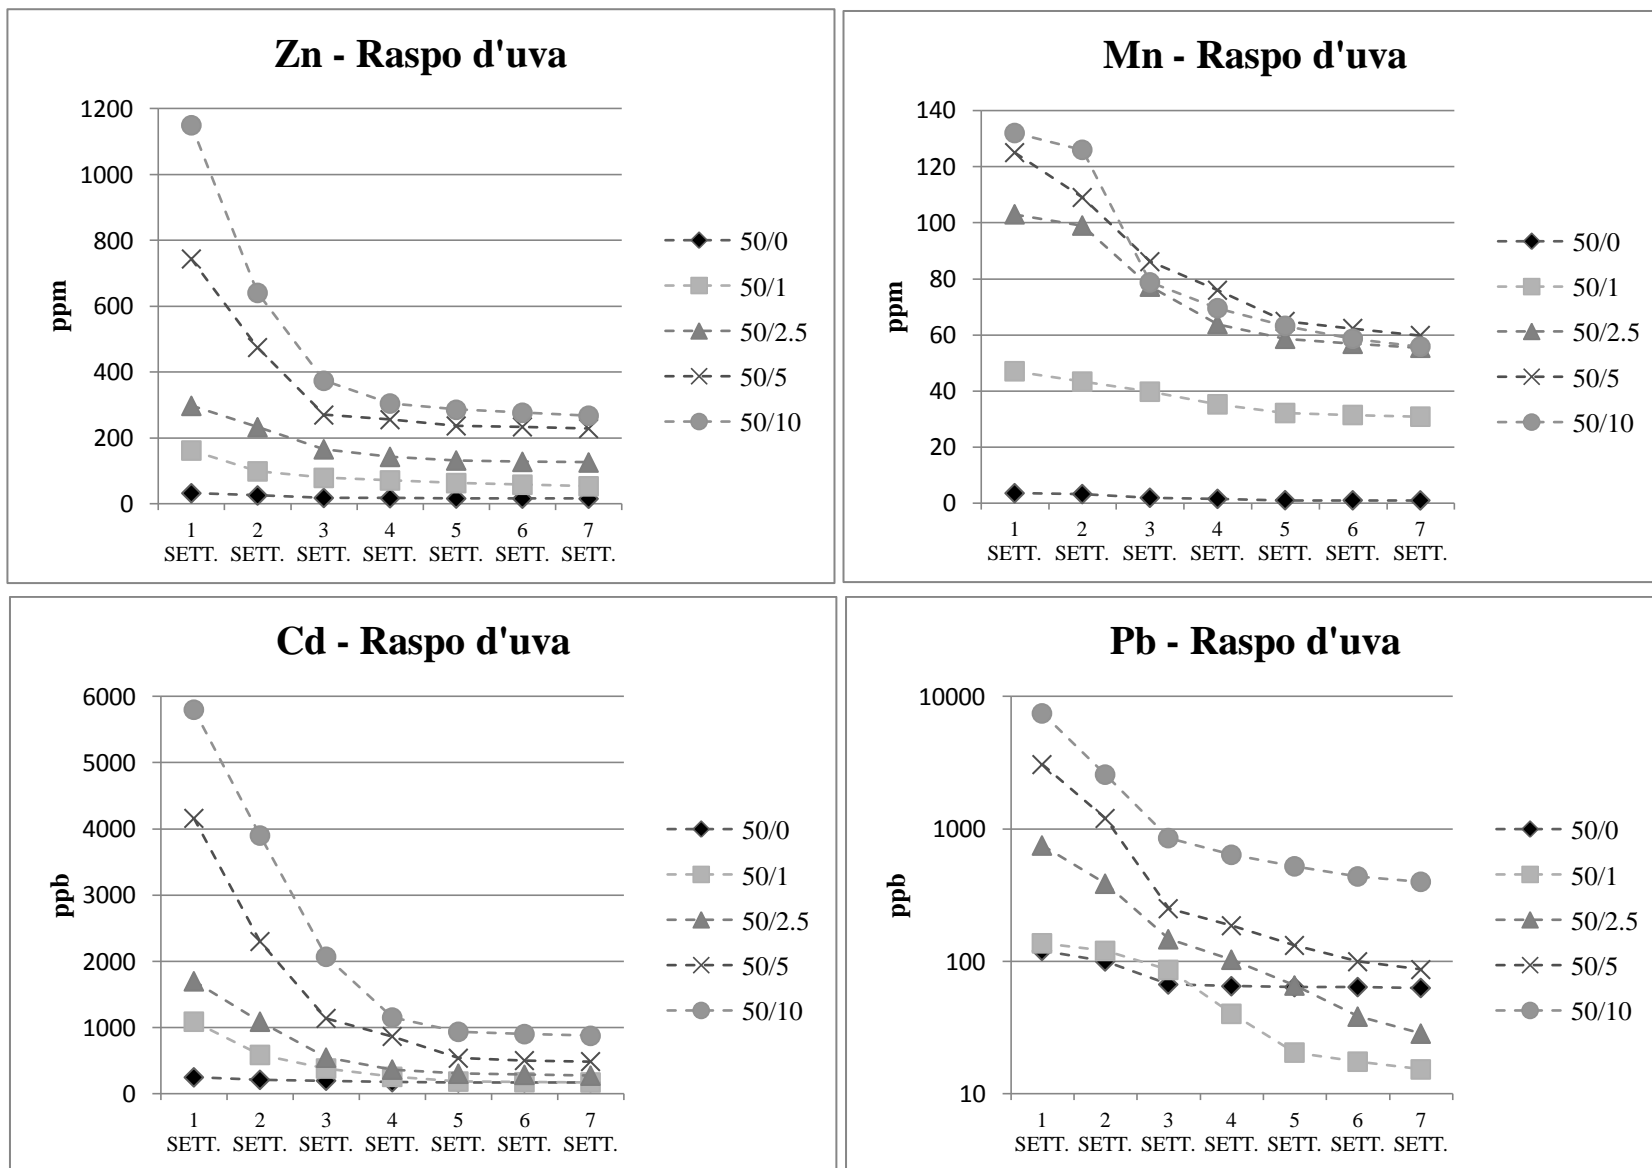 Zn - Raspo d'uva
1200
1000
800
600
400
200
0
ppm
1 2 3 4 5 6 7
SETT. SETT. SETT. SETT. SETT. SETT. SETT.
50/0
50/1
50/2.5
50/5
50/10
Mn - Raspo d'uva
140
120
100
80
60
40
20
0
ppm
1 2 3 4 5 6 7
SETT. SETT. SETT. SETT. SETT. SETT. SETT.
50/0
50/1
50/2.5
50/5
50/10
Cd - Raspo d'uva
6000
5000
4000
3000
2000
1000
0
ppb
1 2 3 4 5 6 7
SETT. SETT. SETT. SETT. SETT. SETT. SETT.
50/0
50/1
50/2.5
50/5
50/10
Pb - Raspo d'uva
10000
1000
100
10
ppb
1 2 3 4 5 6 7
SETT. SETT. SETT. SETT. SETT. SETT. SETT.
50/0
50/1
50/2.5
50/5
50/10